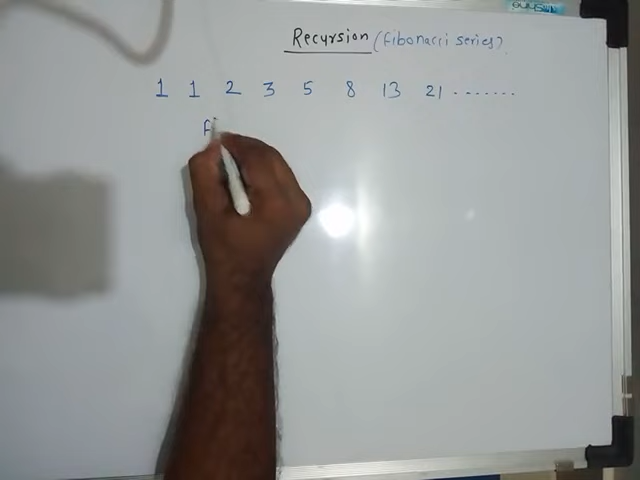 Recursion (fibonacci series)
1 1 2 3 5 8 13 21 .......